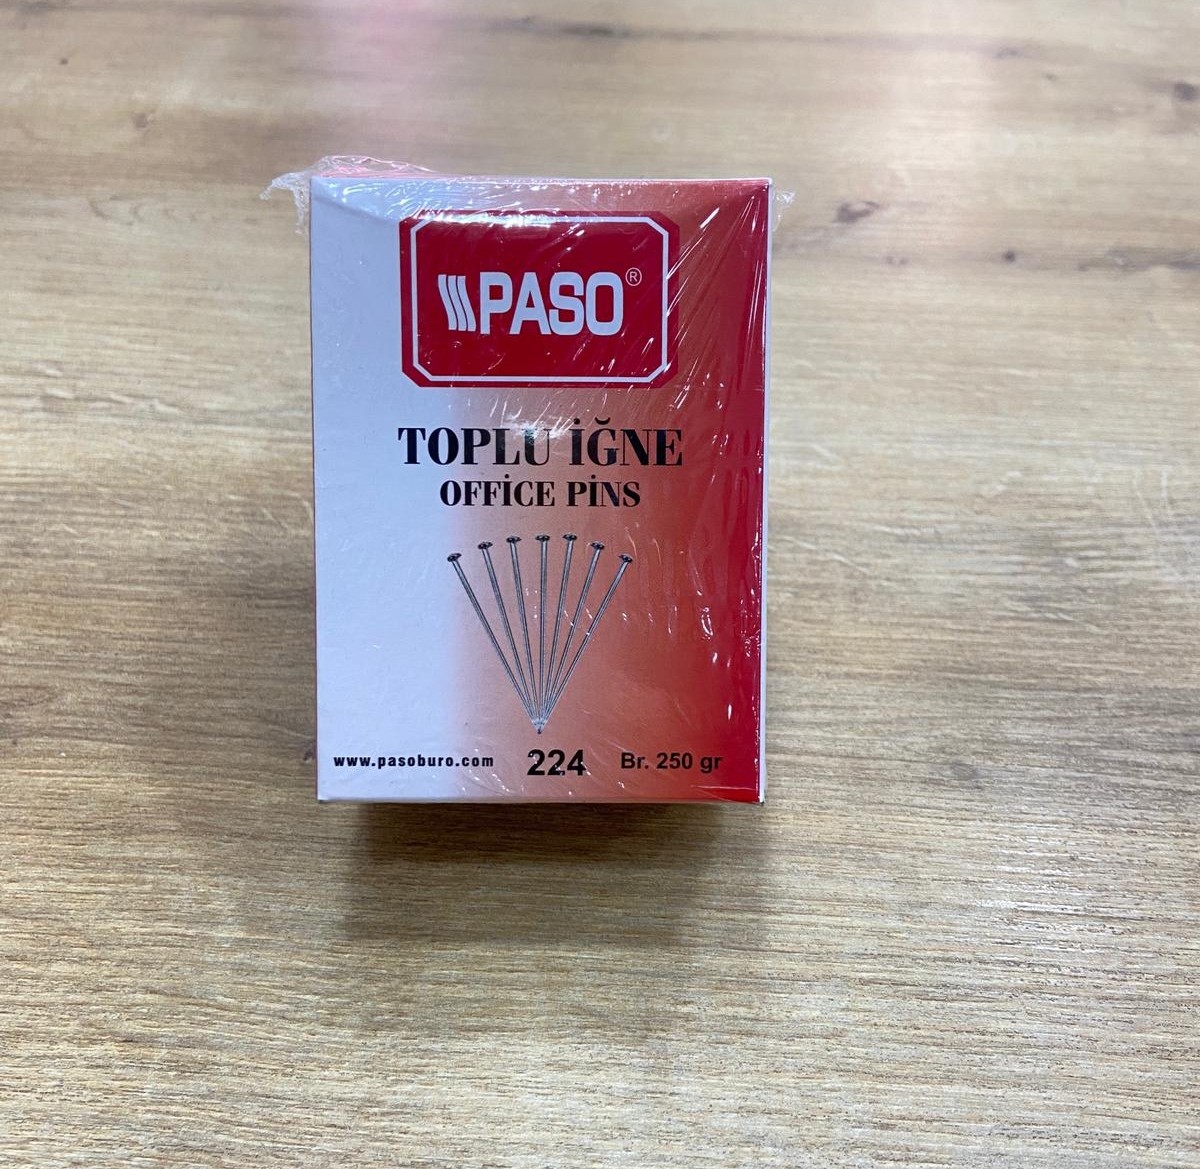 PASO®
TOPLU İĞNE
OFFİCE PİNS
www.pasoburo.com 224 Br. 250 gr